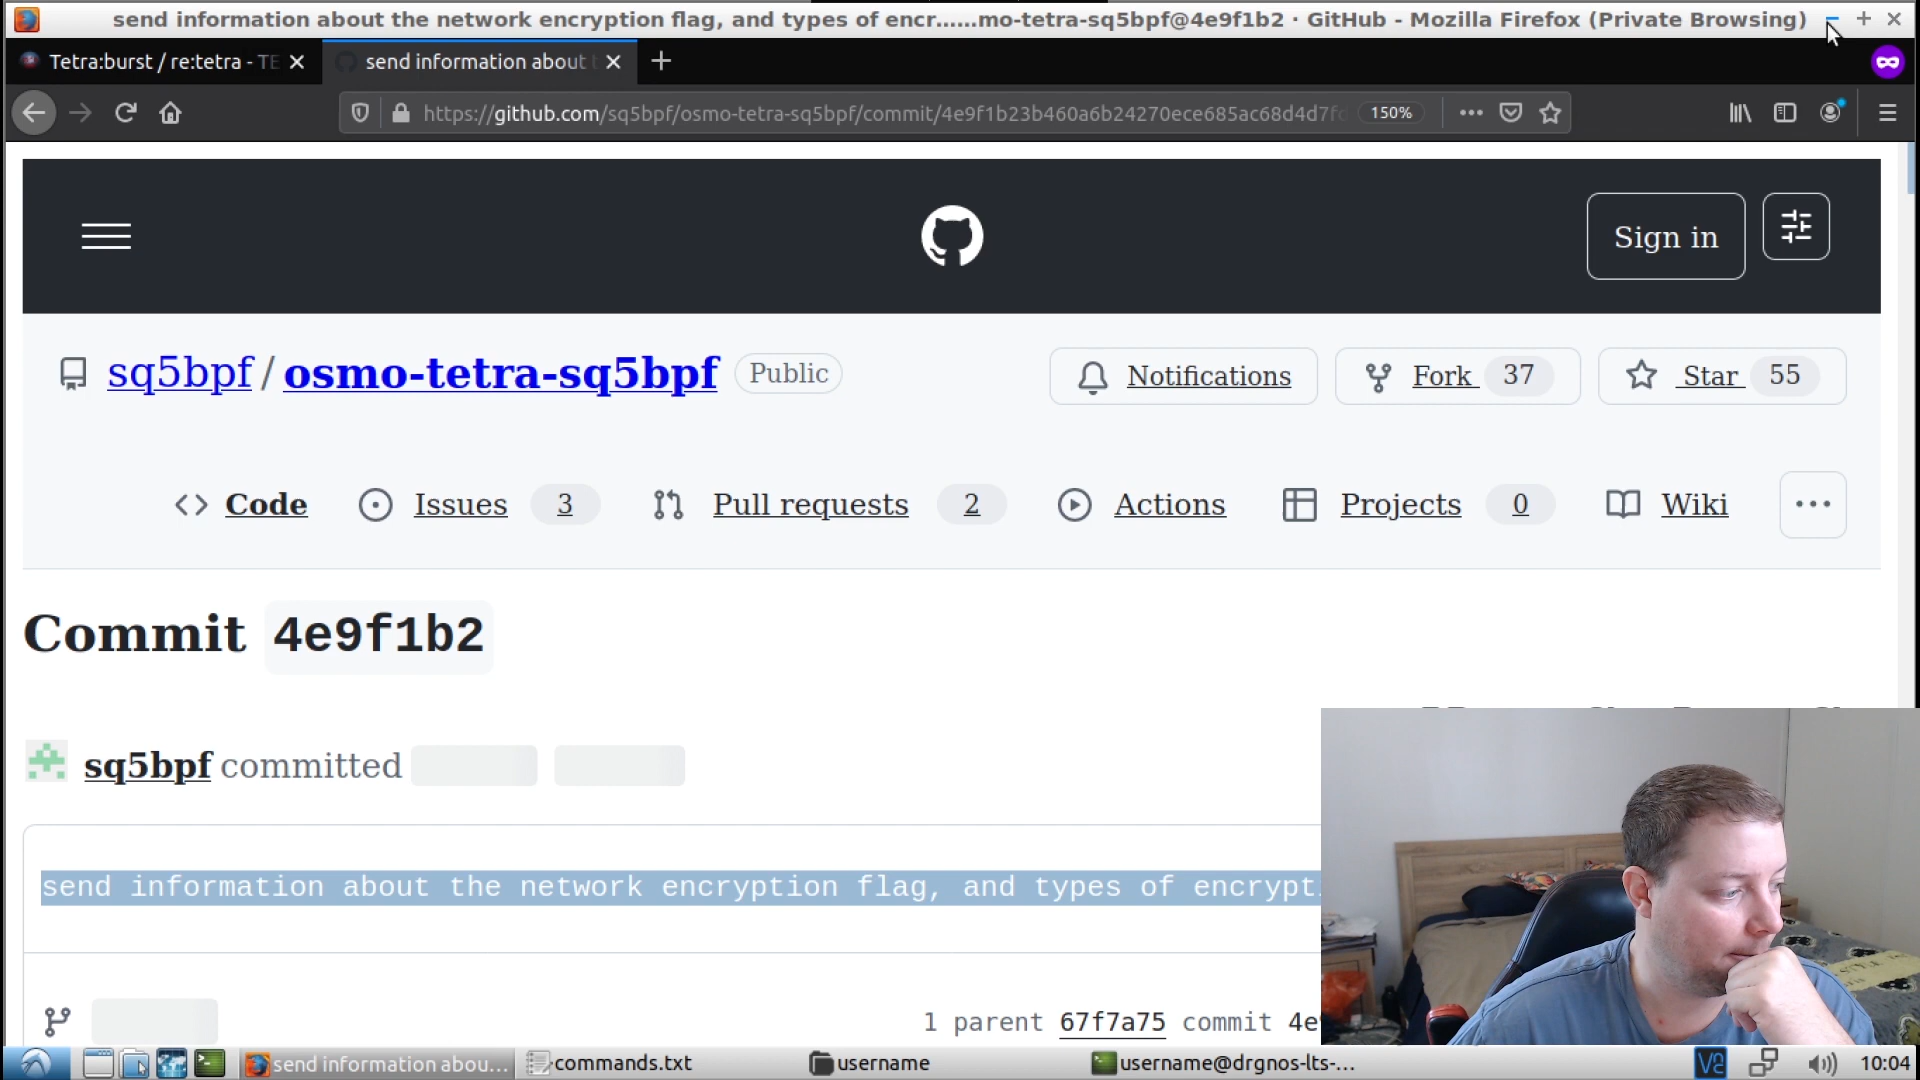 send information about the network encryption flag, and types of encr......mo-tetra-sq5bpf@4e9f1b2 · GitHub - Mozilla Firefox (Private Browsing)
Tetra:burst / re:tetra - TE
send information about t
https://github.com/sq5bpf/osmo-tetra-sq5bpf/commit/4e9f1b23b460a6b24270ece685ac68d4d7fd
150%
Sign in
sq5bpf / osmo-tetra-sq5bpf
Public
Notifications
Fork 37
Star 55
Code
Issues 3
Pull requests 2
Actions
Projects 0
Wiki
Commit 4e9f1b2
sq5bpf committed
send information about the network encryption flag, and types of encrypt
1 parent 67f7a75 commit 4e9
send information abou...
commands.txt
username
username@drgnos-lts-...
10:04